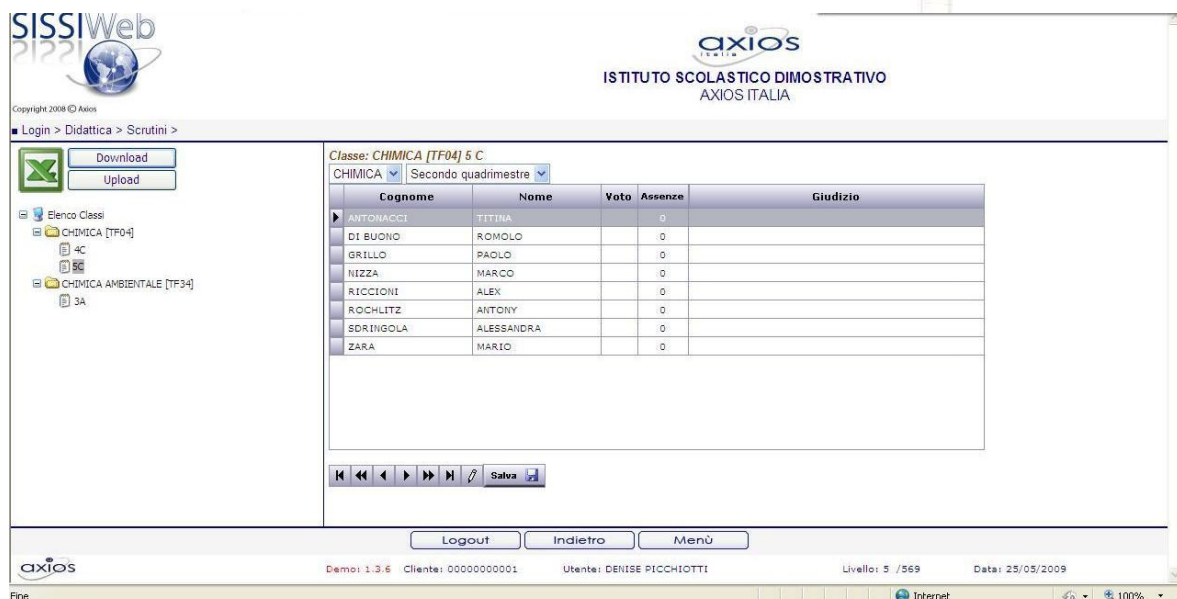 SISSIWeb
Copyright 2008 © Axios
axios
italia
ISTITUTO SCOLASTICO DIMOSTRATIVO
AXIOS ITALIA
Login > Didattica > Scrutini >
Download
Upload
Elenco Classi
CHIMICA [TF04]
4C
5C
CHIMICA AMBIENTALE [TF34]
3A
Classe: CHIMICA [TF04] 5 C
CHIMICA Secondo quadrimestre
Cognome Nome Voto Assenze Giudizio
ANTONACCI TITINA 0
DI BUONO ROMOLO 0
GRILLO PAOLO 0
NIZZA MARCO 0
RICCIONI ALEX 0
ROCHLITZ ANTONY 0
SDRINGOLA ALESSANDRA 0
ZARA MARIO 0
Salva
Logout Indietro Menù
axios Demo: 1.3.6 Cliente: 00000000001 Utente: DENISE PICCHIOTTI Livello: 5 /569 Data: 25/05/2009
Fine Internet 100%